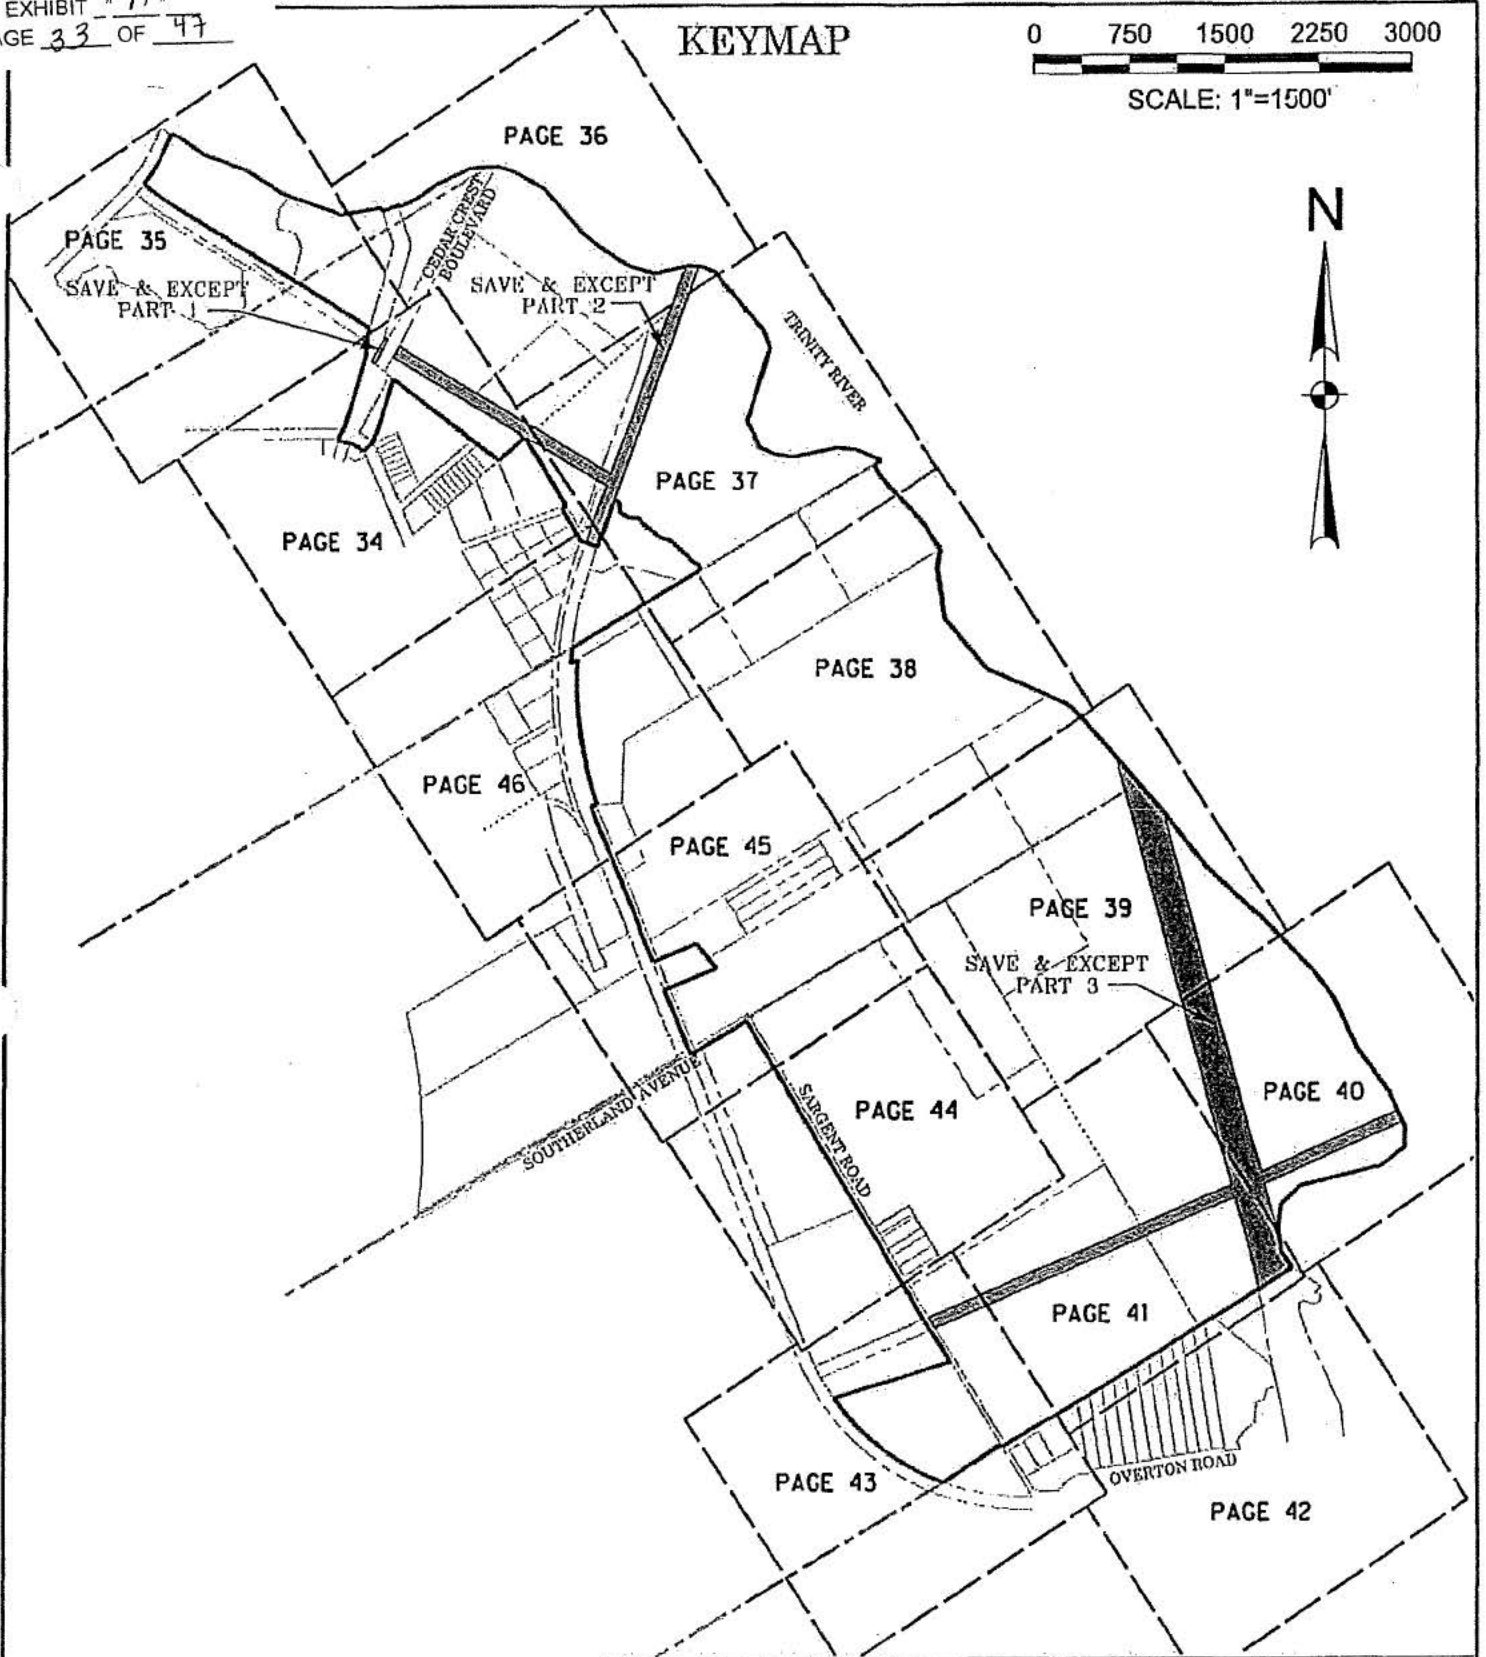 EXHIBIT
AGE 33 OF 47
KEYMAP
0 750 1500 2250 3000
SCALE: 1"=1500'
N
PAGE 36
PAGE 35
CEDAR CREST
BOULEVARD
SAVE & EXCEPT
PART 1
SAVE & EXCEPT
PART 2
TRINITY RIVER
PAGE 37
PAGE 34
PAGE 38
PAGE 46
PAGE 45
PAGE 39
SAVE & EXCEPT
PART 3
SOUTHERLAND AVENUE
SARGENT ROAD
PAGE 44
PAGE 40
PAGE 41
PAGE 43
OVERTON ROAD
PAGE 42